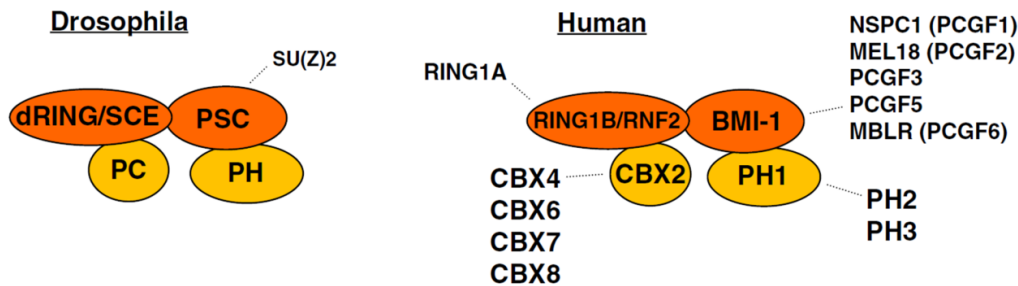 Drosophila
SU(Z)2
dRING/SCE
PSC
PC
PH
Human
RING1A
RING1B/RNF2
BMI-1
CBX2
PH1
NSPC1 (PCGF1)
MEL18 (PCGF2)
PCGF3
PCGF5
MBLR (PCGF6)
CBX4
CBX6
CBX7
CBX8
PH2
PH3